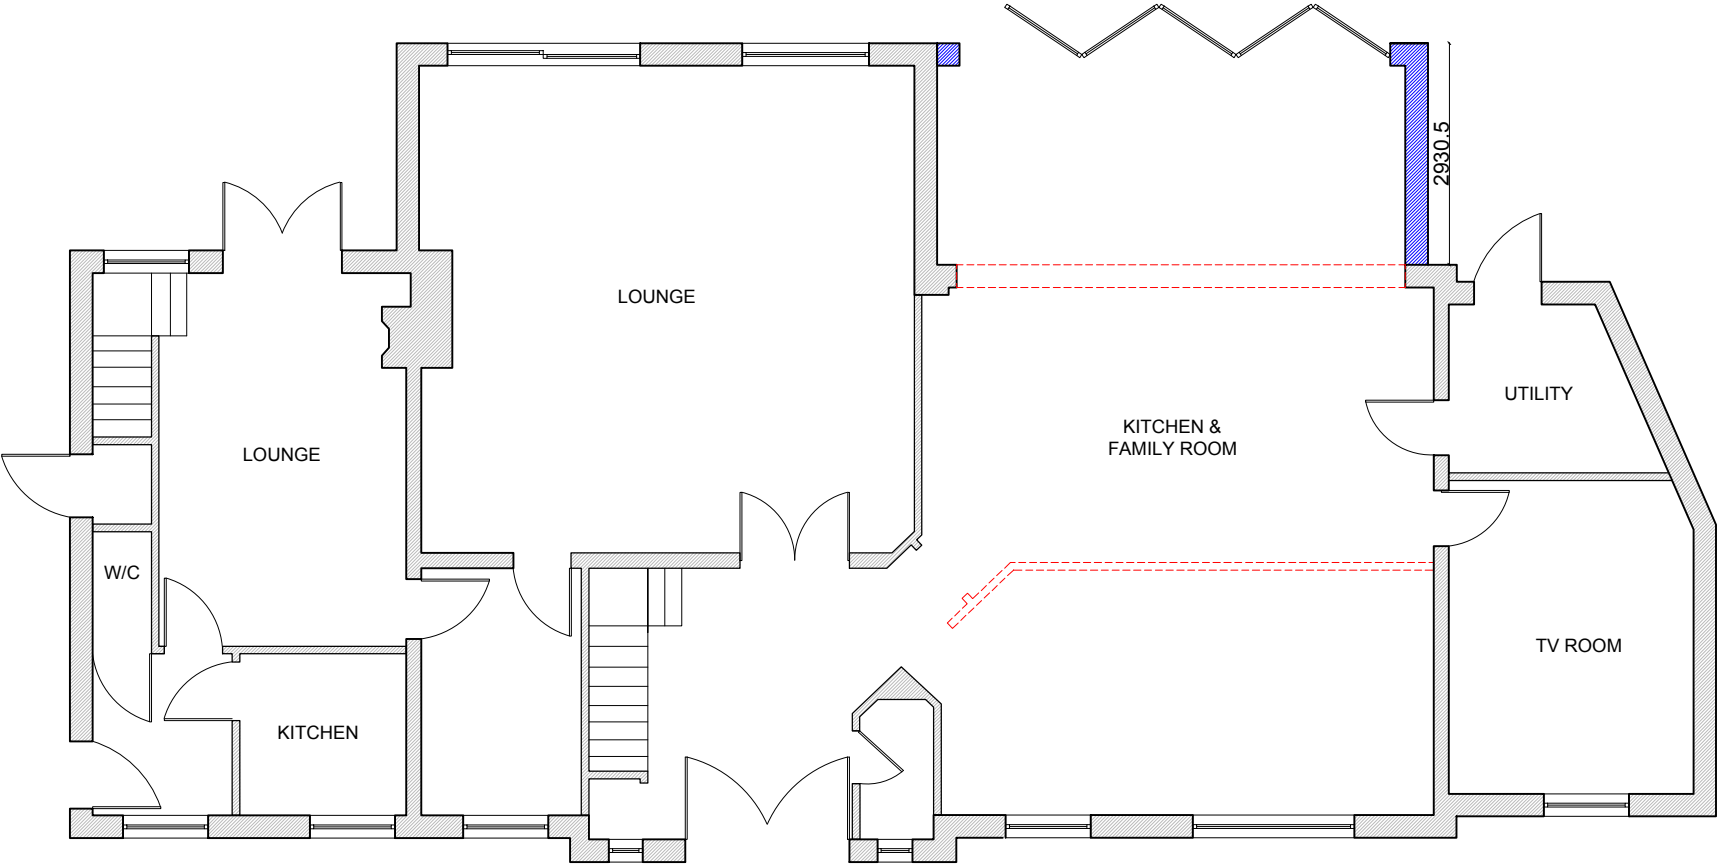 2930.5
LOUNGE
UTILITY
KITCHEN &
FAMILY ROOM
LOUNGE
W/C
TV ROOM
KITCHEN